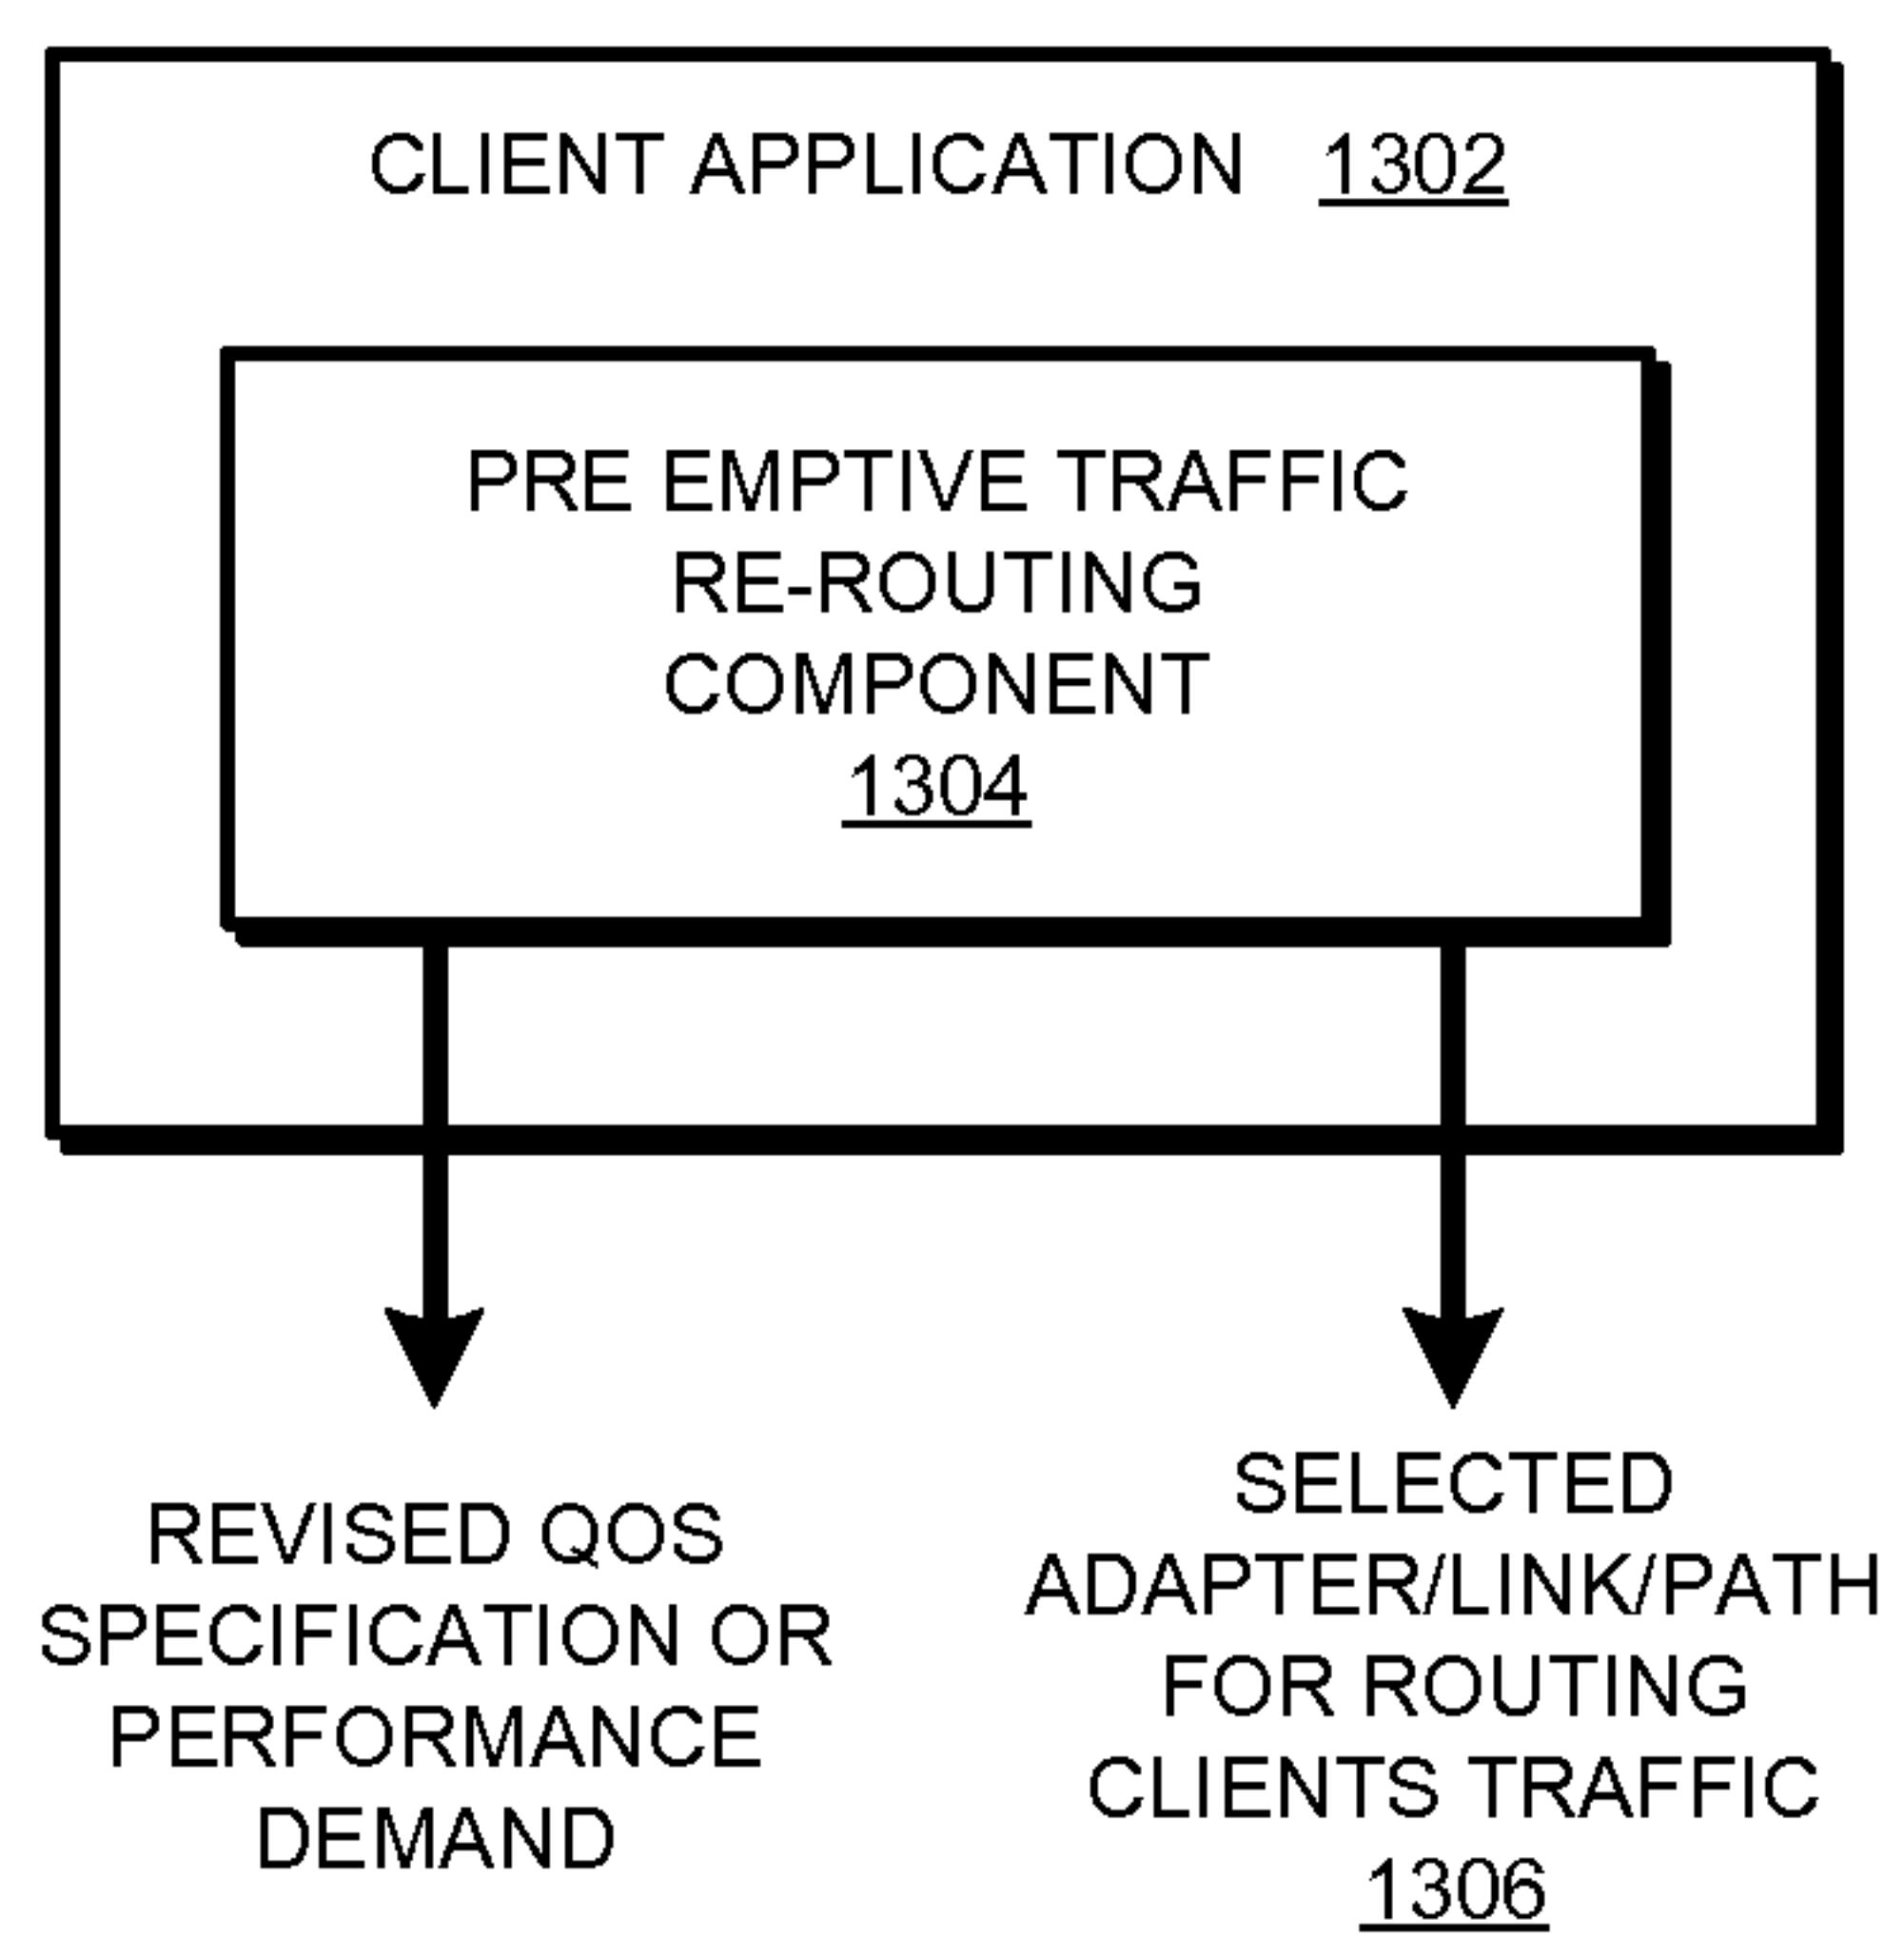 CLIENT APPLICATION 1302
PRE EMPTIVE TRAFFIC
RE-ROUTING
COMPONENT
1304
REVISED QOS
SPECIFICATION OR
PERFORMANCE
DEMAND
SELECTED
ADAPTER/LINK/PATH
FOR ROUTING
CLIENTS TRAFFIC
1306